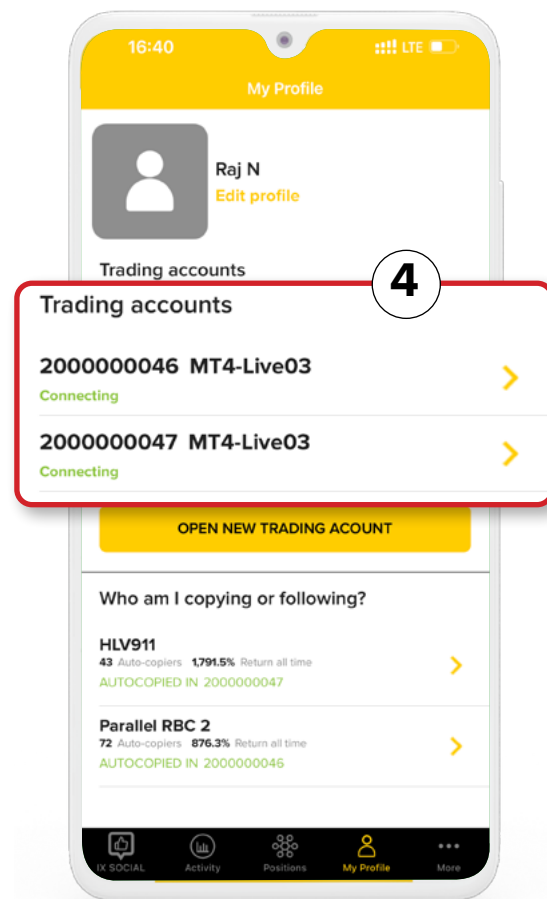 16:40 LTE
My Profile
Raj N
Edit profile
Trading accounts
4
Trading accounts
2000000046 MT4-Live03
Connecting
2000000047 MT4-Live03
Connecting
OPEN NEW TRADING ACOUNT
Who am I copying or following?
HLV911
43 Auto-copiers 1,791.5% Return all time
AUTOCOPIED IN 2000000047
Parallel RBC 2
72 Auto-copiers 876.3% Return all time
AUTOCOPIED IN 2000000046
IX SOCIAL Activity Positions My Profile More